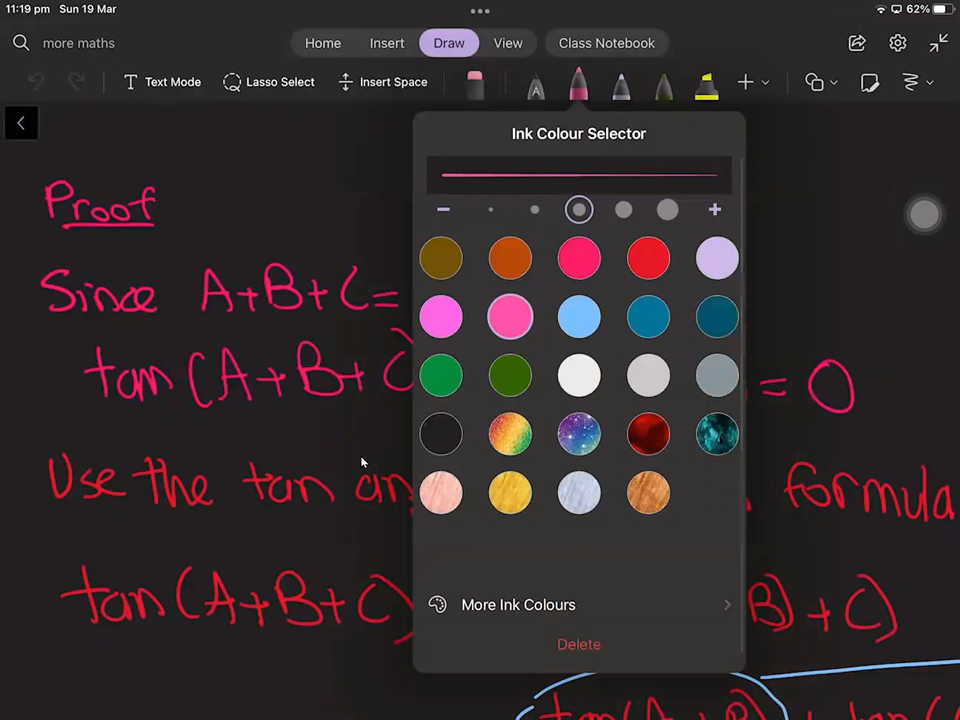 11:19 pm Sun 19 Mar 62%
more maths Home Insert Draw View Class Notebook
Text Mode Lasso Select Insert Space
Ink Colour Selector
Proof
Since A+B+C=
tan(A+B+C) = 0
Use the tan formula
tan(A+B+C) B)+C)
More Ink Colours
Delete
tan(A+B)